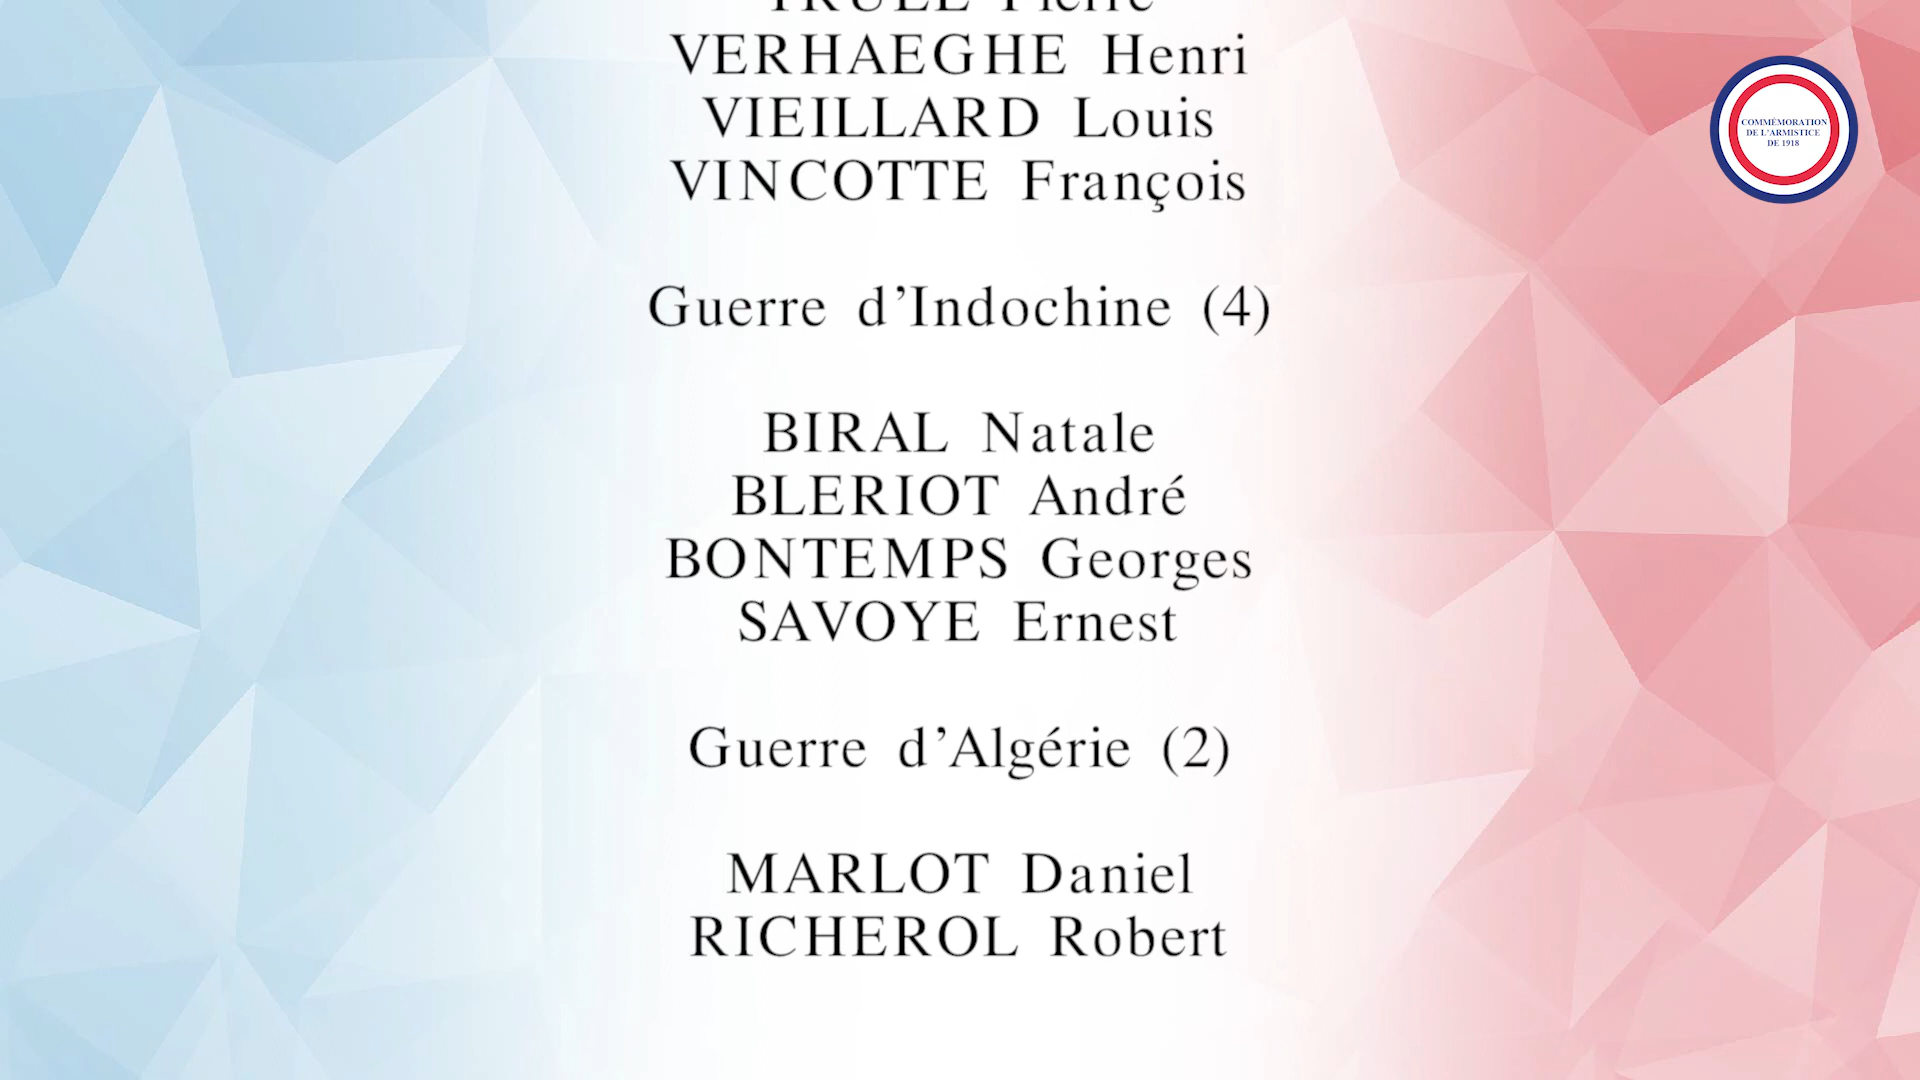 Pierre
VERHAEGHE Henri
VIEILLARD Louis
VINCOTTE François
Guerre d’Indochine (4)
BIRAL Natale
BLERIOT André
BONTEMPS Georges
SAVOYE Ernest
Guerre d’Algérie (2)
MARLOT Daniel
RICHEROL Robert
COMMÉMORATION
DE L’ARMISTICE
DE 1918